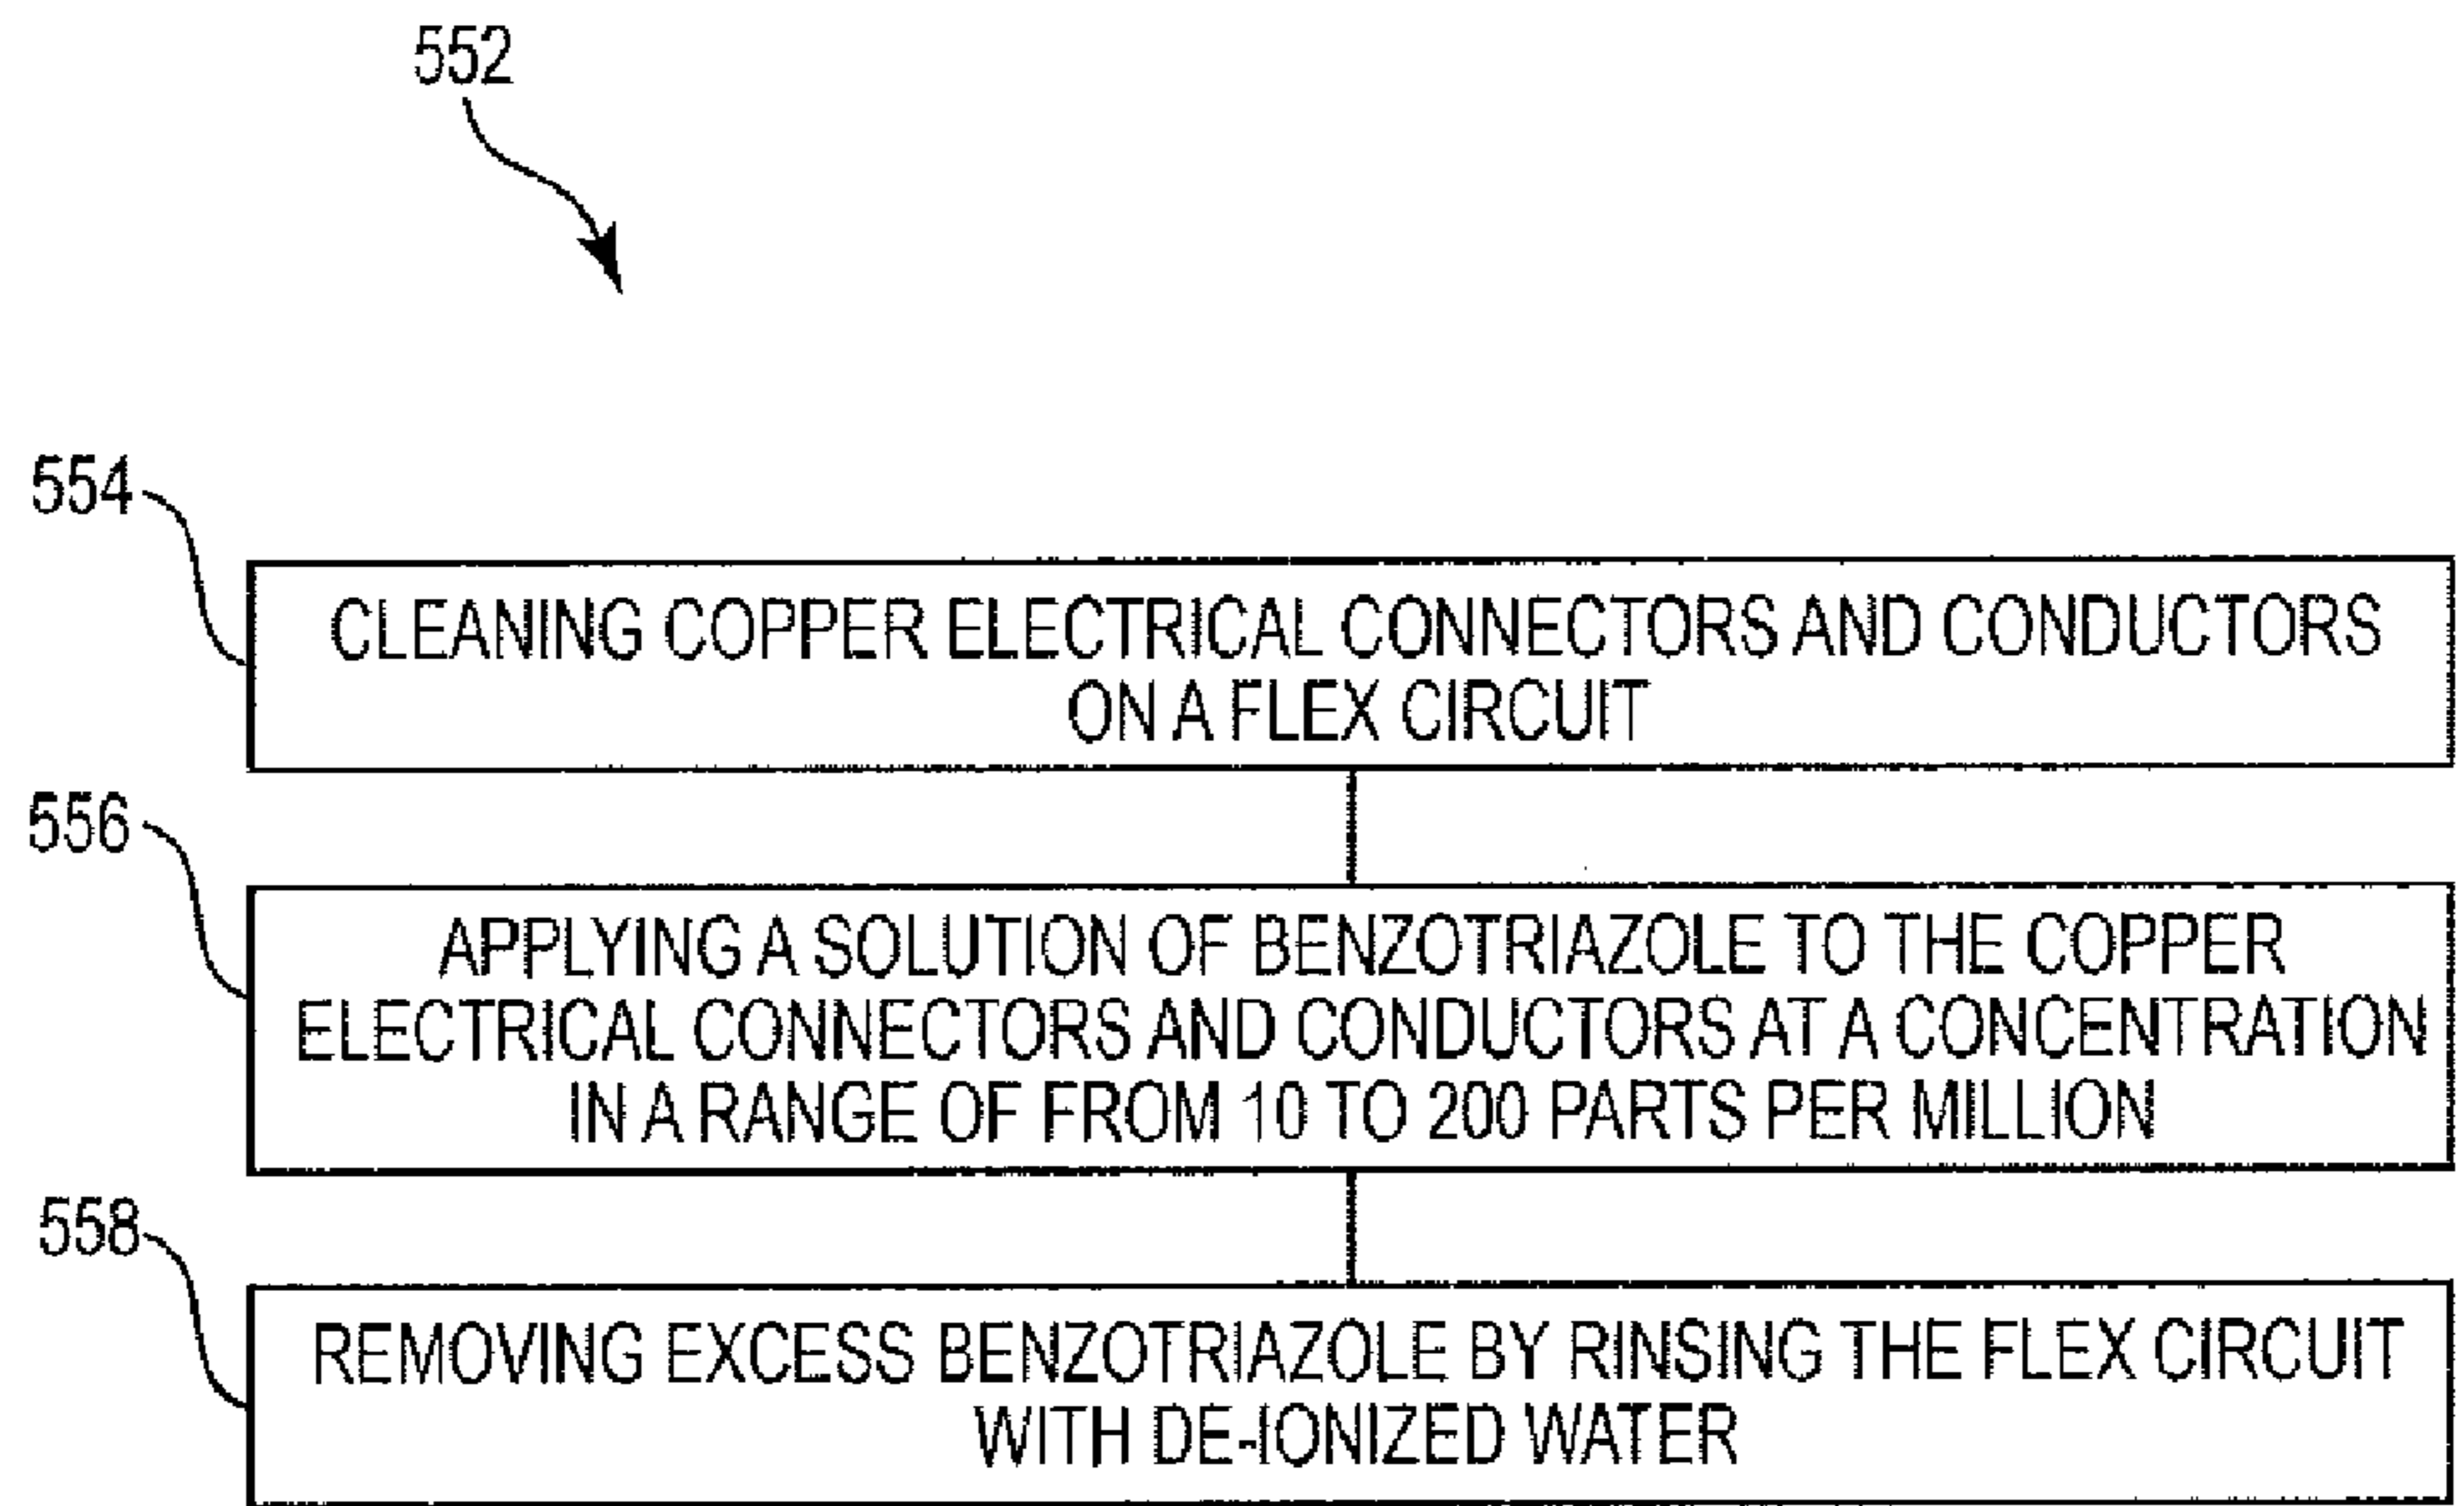 552
554
CLEANING COPPER ELECTRICAL CONNECTORS AND CONDUCTORS
ON A FLEX CIRCUIT
556
APPLYING A SOLUTION OF BENZOTRIAZOLE TO THE COPPER
ELECTRICAL CONNECTORS AND CONDUCTORS AT A CONCENTRATION
IN A RANGE OF FROM 10 TO 200 PARTS PER MILLION
558
REMOVING EXCESS BENZOTRIAZOLE BY RINSING THE FLEX CIRCUIT
WITH DE-IONIZED WATER